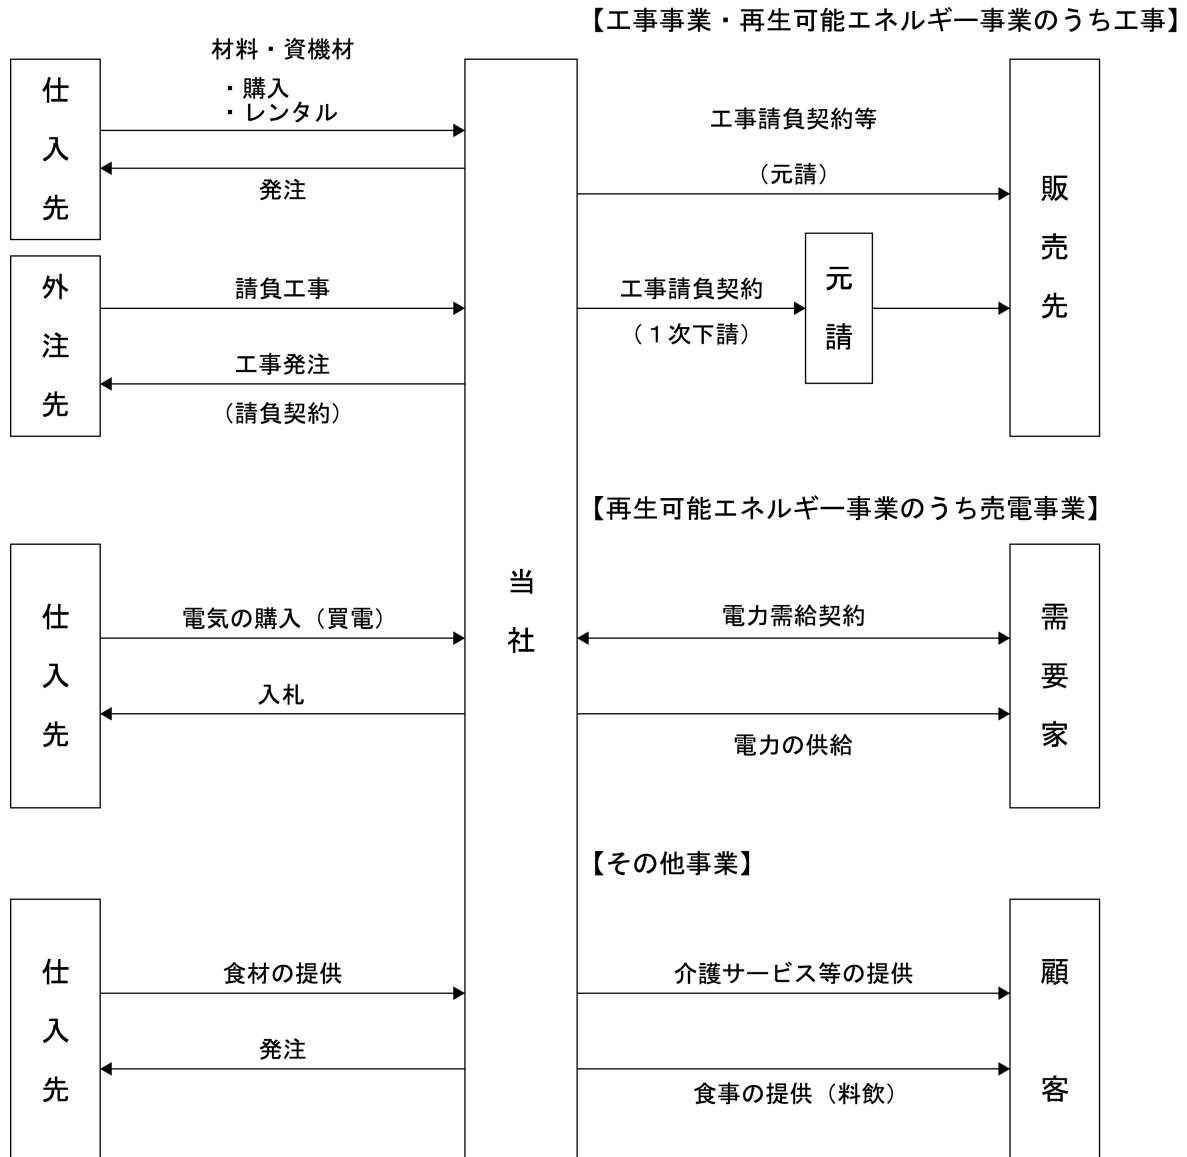 【工事事業・再生可能エネルギー事業のうち工事】
材料・資機材
・購入
・レンタル
仕入先
発注
工事請負契約等
（元請）
販売先
外注先
請負工事
工事発注
（請負契約）
工事請負契約
（１次下請）
元請
当社
【再生可能エネルギー事業のうち売電事業】
仕入先
電気の購入（買電）
入札
電力需給契約
電力の供給
需要家
【その他事業】
仕入先
食材の提供
発注
介護サービス等の提供
食事の提供（料飲）
顧客